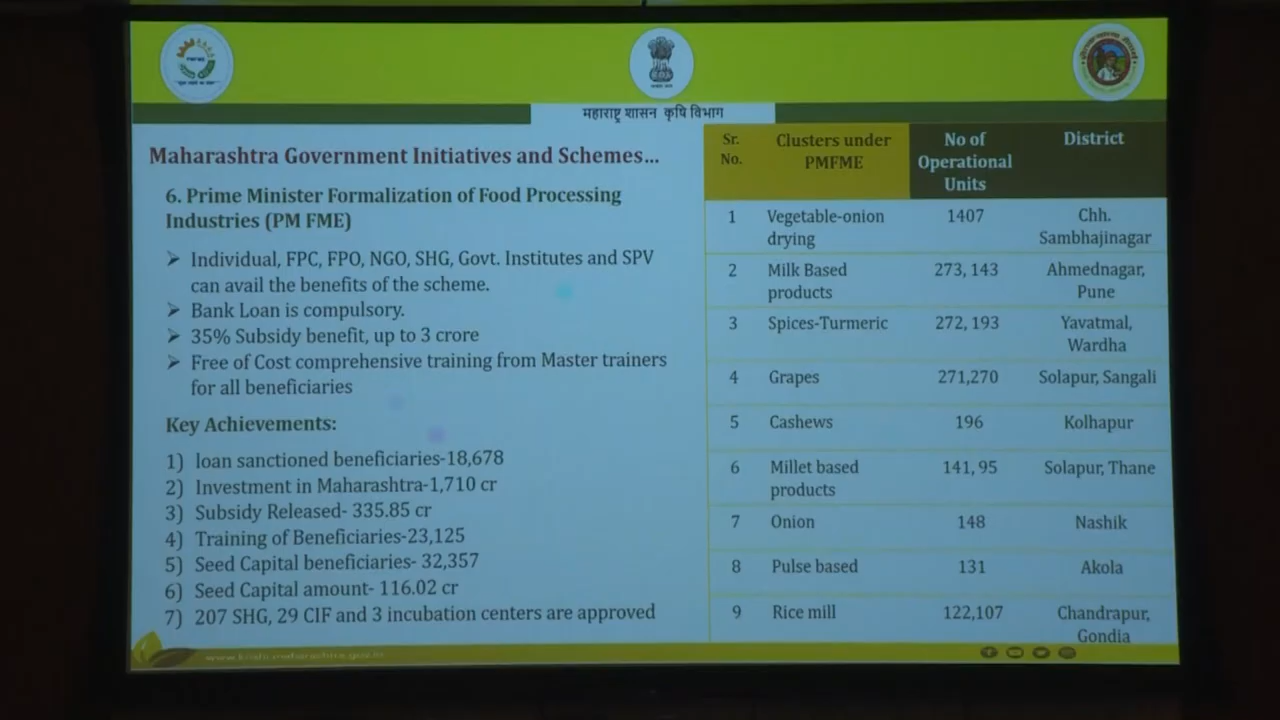 PMFME
महाराष्ट्र शासन कृषि विभाग
Maharashtra Government Initiatives and Schemes...
6. Prime Minister Formalization of Food Processing
Industries (PM FME)
➤ Individual, FPC, FPO, NGO, SHG, Govt. Institutes and SPV
can avail the benefits of the scheme.
➤ Bank Loan is compulsory.
➤ 35% Subsidy benefit, up to 3 crore
➤ Free of Cost comprehensive training from Master trainers
for all beneficiaries
Key Achievements:
1) loan sanctioned beneficiaries-18,678
2) Investment in Maharashtra-1,710 cr
3) Subsidy Released- 335.85 cr
4) Training of Beneficiaries-23,125
5) Seed Capital beneficiaries- 32,357
6) Seed Capital amount- 116.02 cr
7) 207 SHG, 29 CIF and 3 incubation centers are approved
Sr. No. Clusters under PMFME No of Operational Units District
1 Vegetable-onion drying 1407 Chh. Sambhajinagar
2 Milk Based products 273, 143 Ahmednagar, Pune
3 Spices-Turmeric 272, 193 Yavatmal, Wardha
4 Grapes 271,270 Solapur, Sangali
5 Cashews 196 Kolhapur
6 Millet based products 141, 95 Solapur, Thane
7 Onion 148 Nashik
8 Pulse based 131 Akola
9 Rice mill 122,107 Chandrapur, Gondia
www.krishi.maharashtra.gov.in